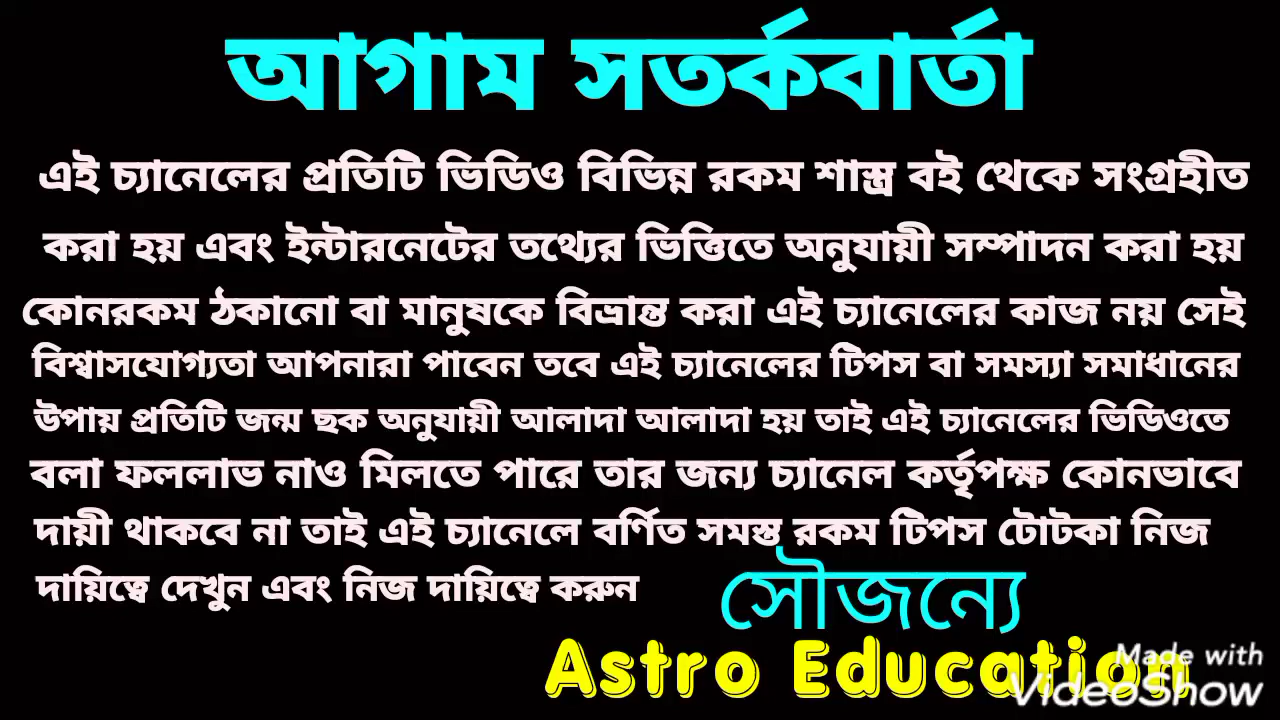 আগাম সতর্কবার্তা
এই চ্যানেলের প্রতিটি ভিডিও বিভিন্ন রকম শাস্ত্র বই থেকে সংগ্রহীত
করা হয় এবং ইন্টারনেটের তথ্যের ভিত্তিতে অনুযায়ী সম্পাদন করা হয়
কোনরকম ঠকানো বা মানুষকে বিভ্রান্ত করা এই চ্যানেলের কাজ নয় সেই
বিশ্বাসযোগ্যতা আপনারা পাবেন তবে এই চ্যানেলের টিপস বা সমস্যা সমাধানের
উপায় প্রতিটি জন্ম ছক অনুযায়ী আলাদা আলাদা হয় তাই এই চ্যানেলের ভিডিওতে
বলা ফললাভ নাও মিলতে পারে তার জন্য চ্যানেল কর্তৃপক্ষ কোনভাবে
দায়ী থাকবে না তাই এই চ্যানেলে বর্ণিত সমস্ত রকম টিপস টোটকা নিজ
দায়িত্বে দেখুন এবং নিজ দায়িত্বে করুন
সৌজন্যে
Astro Education
Made with
VideoShow